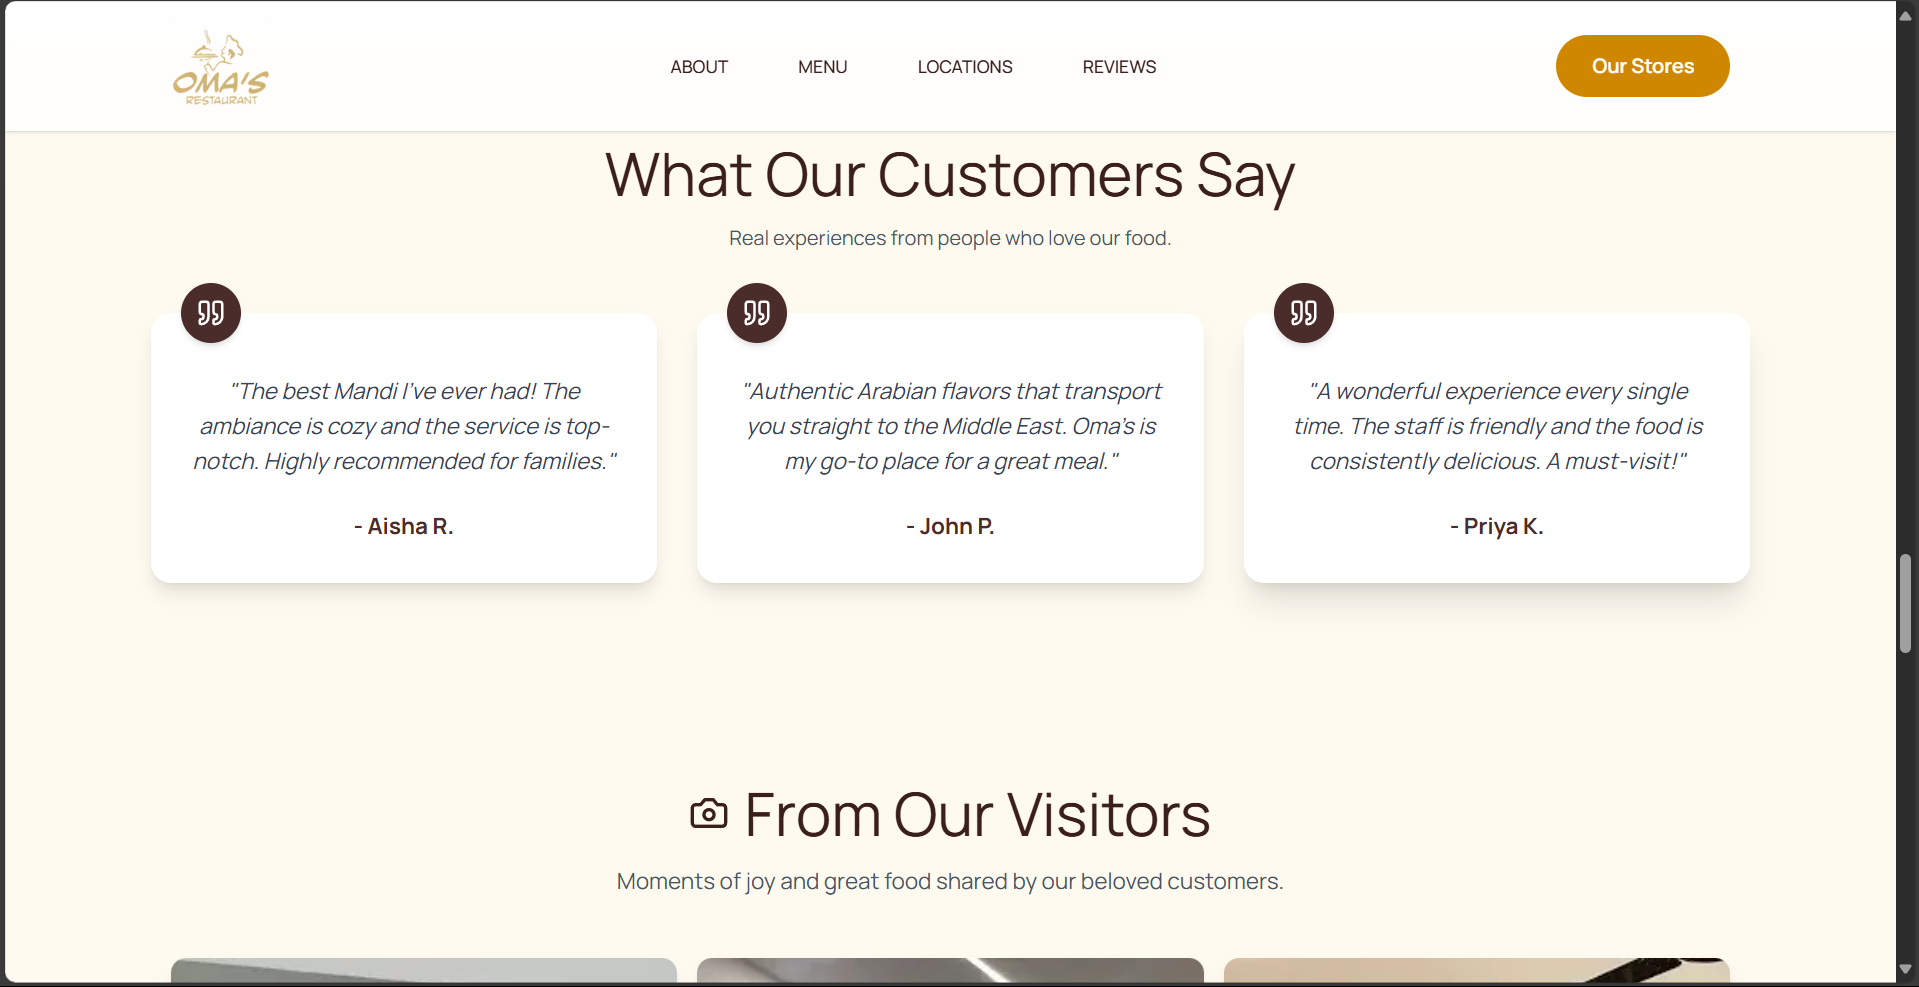 OMA'S
RESTAURANT
ABOUT
MENU
LOCATIONS
REVIEWS
Our Stores
What Our Customers Say
Real experiences from people who love our food.
"The best Mandi I've ever had! The
ambiance is cozy and the service is top-
notch. Highly recommended for families."
- Aisha R.
"Authentic Arabian flavors that transport
you straight to the Middle East. Oma's is
my go-to place for a great meal."
- John P.
"A wonderful experience every single
time. The staff is friendly and the food is
consistently delicious. A must-visit!"
- Priya K.
From Our Visitors
Moments of joy and great food shared by our beloved customers.